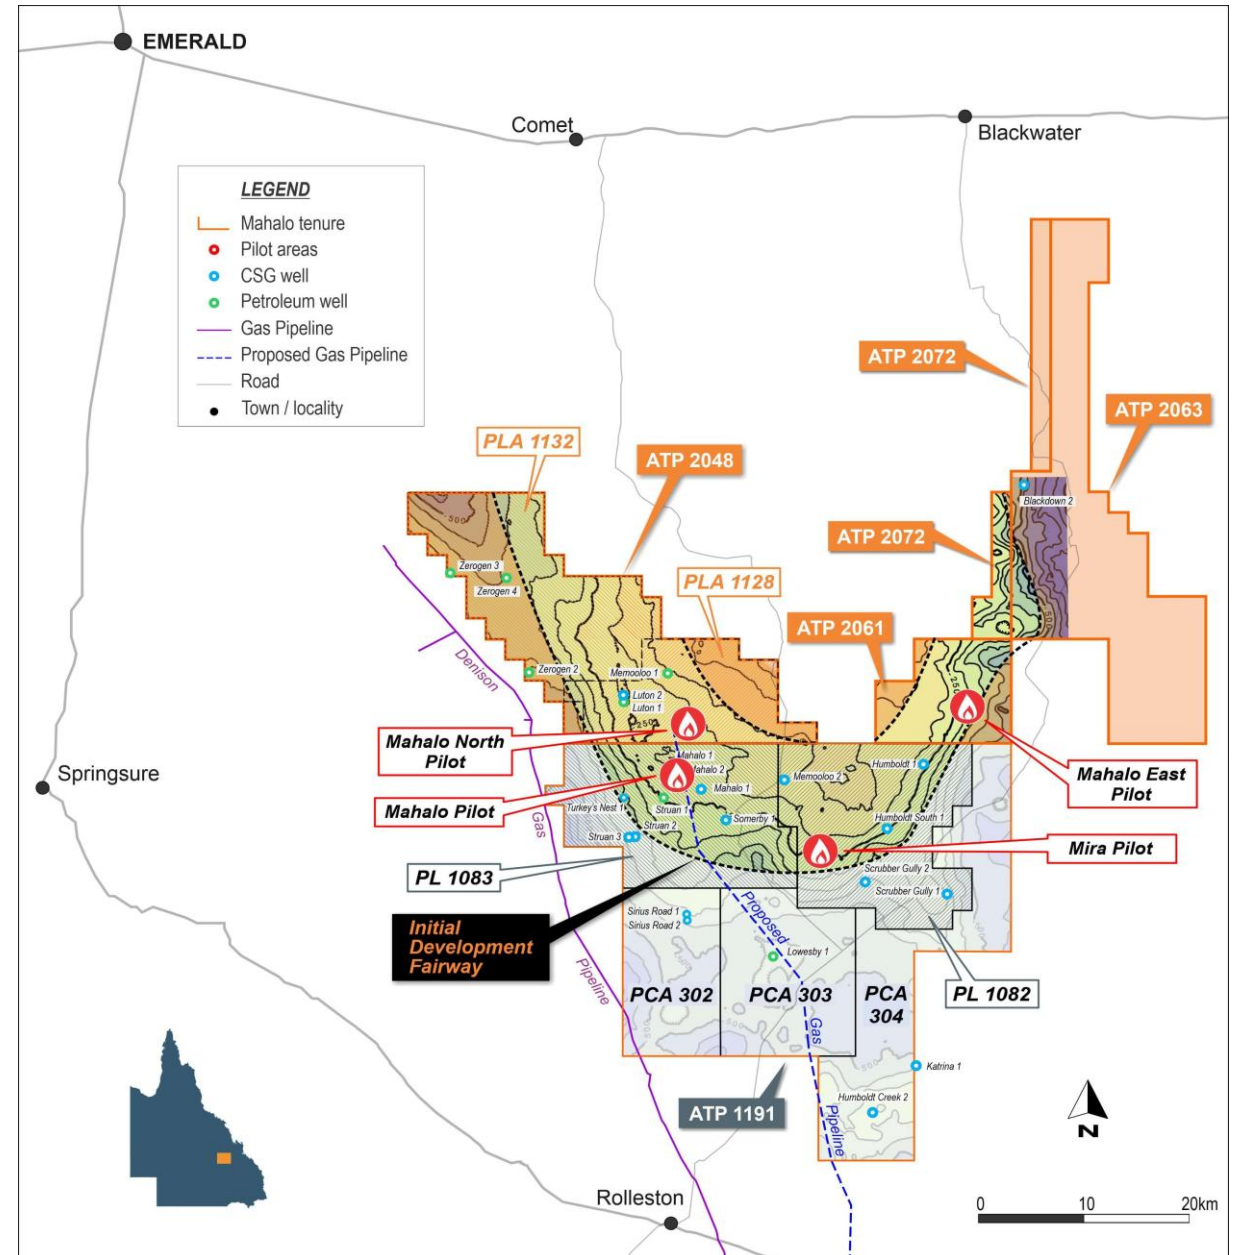 EMERALD
Comet
Blackwater
LEGEND
Mahalo tenure
Pilot areas
CSG well
Petroleum well
Gas Pipeline
Proposed Gas Pipeline
Road
Town / locality
ATP 2072
ATP 2063
PLA 1132
ATP 2048
500
Blackdown 2
ATP 2072
Zerogen 3
Zerogen 4
PLA 1128
500
ATP 2061
Denison
Zerogen 2
Memooloo 1
250
Luton 2
Luton 1
250
Mahalo North
Pilot
Mahalo 1
Mahalo 2
Humboldt 1
Springsure
Memooloo 2
Mahalo East
Pilot
Mahalo 1
Mahalo Pilot
Turkey's Nest 1
Struan 1
Somerby 1
Struan 2
Humboldt South 1
Gas
Struan 3
Mira Pilot
PL 1083
Scrubber Gully 2
Scrubber Gully 1
Proposed
Initial
Development
Fairway
Sirius Road 1
Sirius Road 2
Lowesby 1
Pipeline
PCA 302
PCA 303
PCA
304
PL 1082
500
Gas
500
Katrina 1
ATP 1191
Humboldt Creek 2
Pipeline
N
Rolleston
0
10
20km